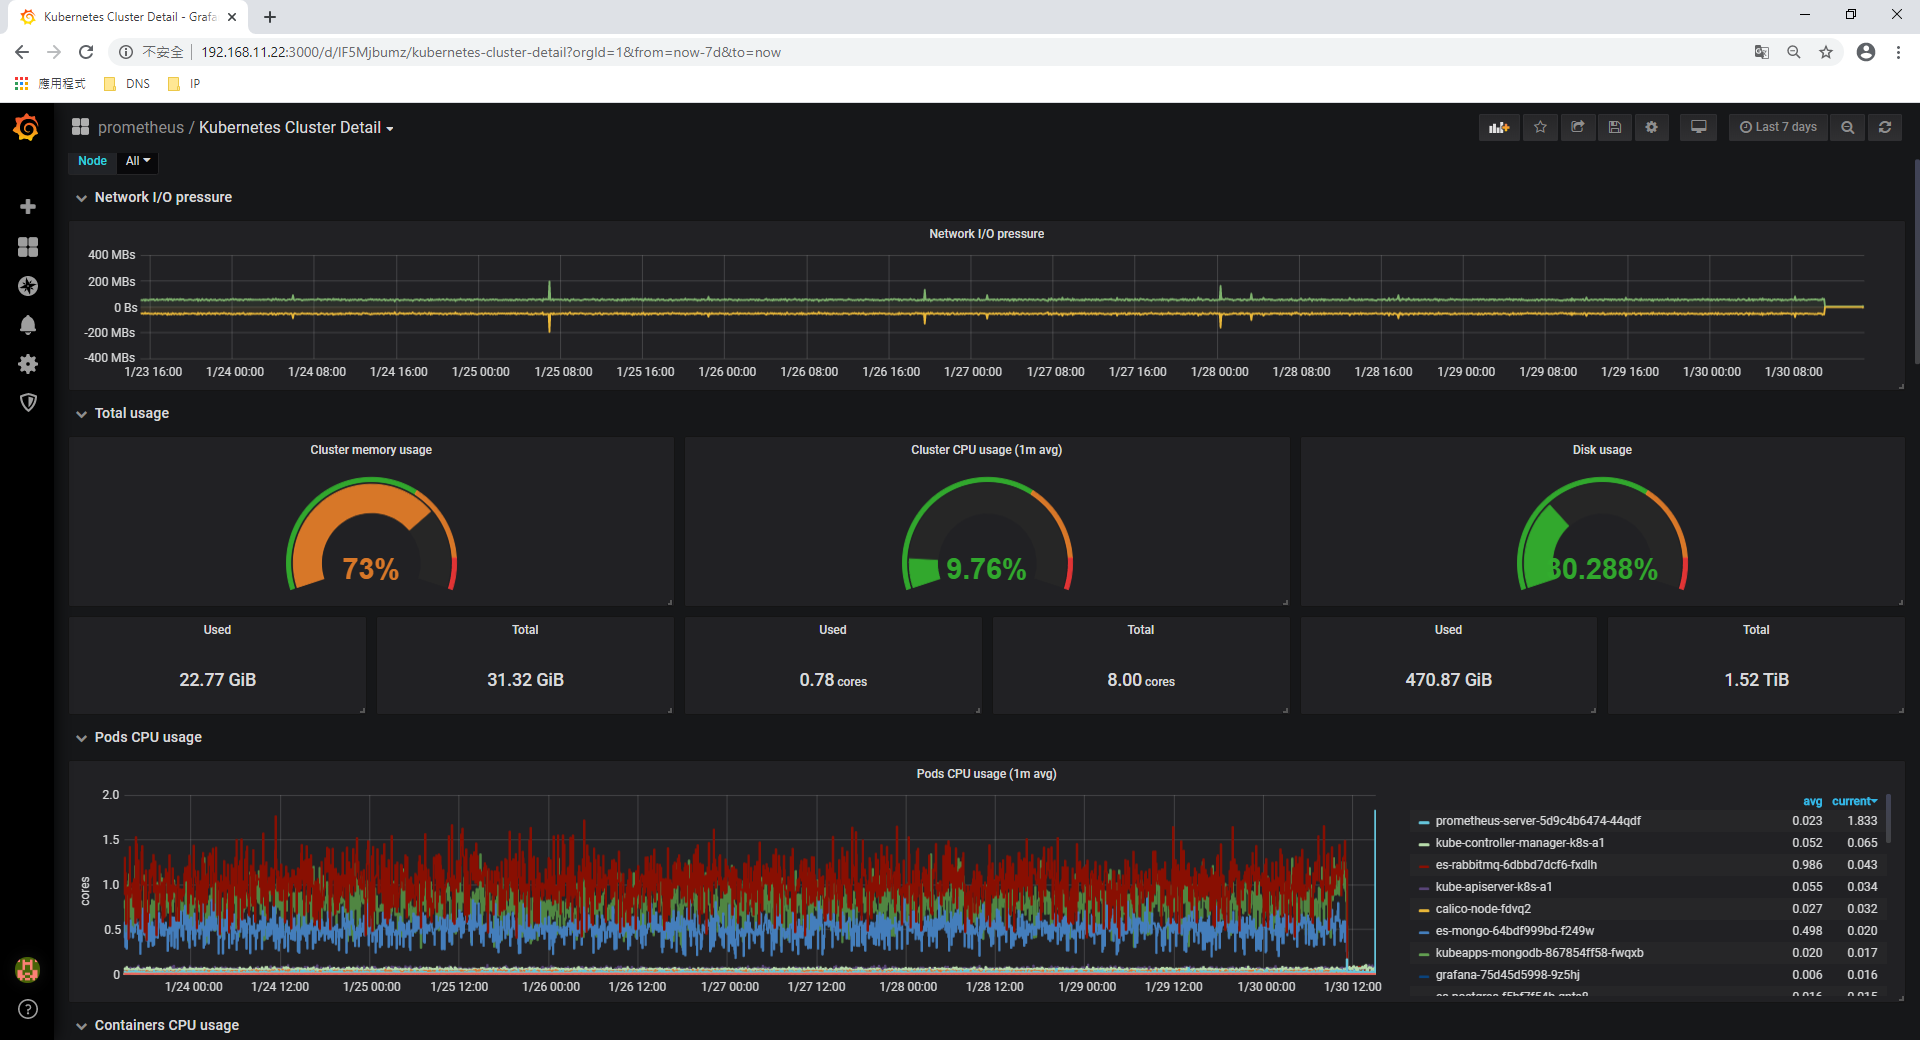 Kubernetes Cluster Detail - Grafa
不安全 192.168.11.22:3000/d/IF5Mjbumz/kubernetes-cluster-detail?orgId=1&from=now-7d&to=now
應用程式 DNS IP
prometheus / Kubernetes Cluster Detail
Last 7 days
Node All
Network I/O pressure
Network I/O pressure
400 MBs
200 MBs
0 Bs
-200 MBs
-400 MBs
1/23 16:00 1/24 00:00 1/24 08:00 1/24 16:00 1/25 00:00 1/25 08:00 1/25 16:00 1/26 00:00 1/26 08:00 1/26 16:00 1/27 00:00 1/27 08:00 1/27 16:00 1/28 00:00 1/28 08:00 1/28 16:00 1/29 00:00 1/29 08:00 1/29 16:00 1/30 00:00 1/30 08:00
Total usage
Cluster memory usage Cluster CPU usage (1m avg) Disk usage
73% 9.76% 30.288%
Used Total Used Total Used Total
22.77 GiB 31.32 GiB 0.78 cores 8.00 cores 470.87 GiB 1.52 TiB
Pods CPU usage
Pods CPU usage (1m avg)
cores
2.0
1.5
1.0
0.5
0
1/24 00:00 1/24 12:00 1/25 00:00 1/25 12:00 1/26 00:00 1/26 12:00 1/27 00:00 1/27 12:00 1/28 00:00 1/28 12:00 1/29 00:00 1/29 12:00 1/30 00:00 1/30 12:00
avg current
prometheus-server-5d9c4b6474-44qdf 0.023 1.833
kube-controller-manager-k8s-a1 0.052 0.065
es-rabbitmq-6dbbd7dcf6-fxdlh 0.986 0.043
kube-apiserver-k8s-a1 0.055 0.034
calico-node-fdvq2 0.027 0.032
es-mongo-64bdf999bd-f249w 0.498 0.020
kubeapps-mongodb-867854ff58-fwqxb 0.020 0.017
grafana-75d45d5998-9z5hj 0.006 0.016
Containers CPU usage